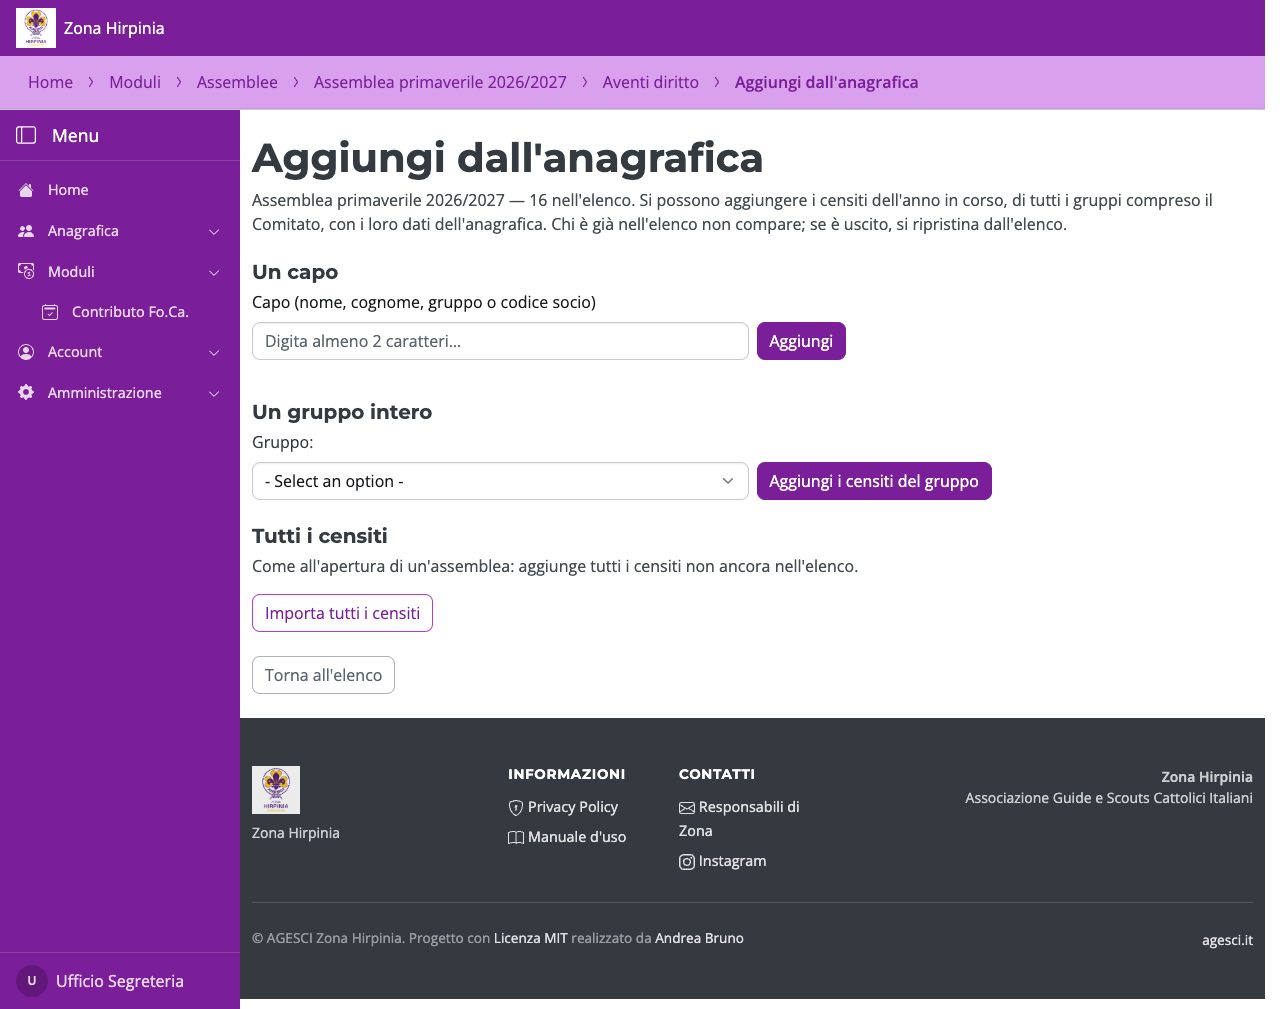 Zona Hirpinia
Home
Moduli
Assemblee
Assemblea primaverile 2026/2027
Aventi diritto
Aggiungi dall'anagrafica
Menu
Home
Anagrafica
Moduli
Contributo Fo.Ca.
Account
Amministrazione
Ufficio Segreteria
U
Aggiungi dall'anagrafica
Assemblea primaverile 2026/2027 — 16 nell'elenco. Si possono aggiungere i censiti dell'anno in corso, di tutti i gruppi compreso il
Comitato, con i loro dati dell'anagrafica. Chi è già nell'elenco non compare; se è uscito, si ripristina dall'elenco.
Un capo
Capo (nome, cognome, gruppo o codice socio)
Digita almeno 2 caratteri...
Aggiungi
Un gruppo intero
Gruppo:
- Select an option -
Aggiungi i censiti del gruppo
Tutti i censiti
Come all'apertura di un'assemblea: aggiunge tutti i censiti non ancora nell'elenco.
Importa tutti i censiti
Torna all'elenco
HIRPINIA
Zona Hirpinia
INFORMAZIONI
Privacy Policy
Manuale d'uso
CONTATTI
Responsabili di
Zona
Instagram
Zona Hirpinia
Associazione Guide e Scouts Cattolici Italiani
© AGESCI Zona Hirpinia. Progetto con Licenza MIT realizzato da Andrea Bruno
agesci.it